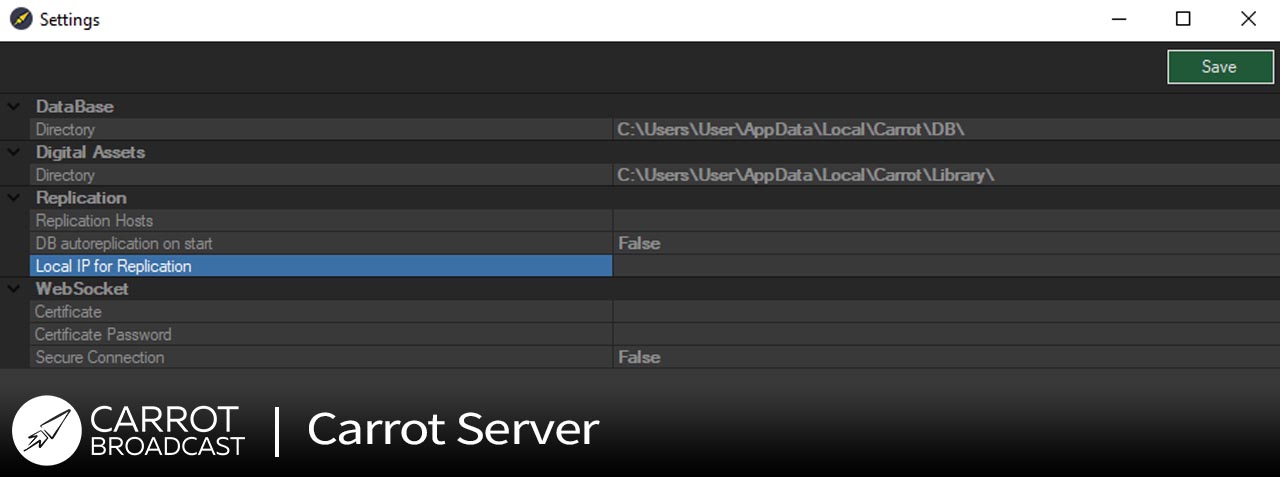 Settings
Save
DataBase
Directory C:\Users\User\AppData\Local\Carrot\DB\
Digital Assets
Directory C:\Users\User\AppData\Local\Carrot\Library\
Replication
Replication Hosts
DB autoreplication on start False
Local IP for Replication
WebSocket
Certificate
Certificate Password
Secure Connection False
CARROT
BROADCAST
Carrot Server